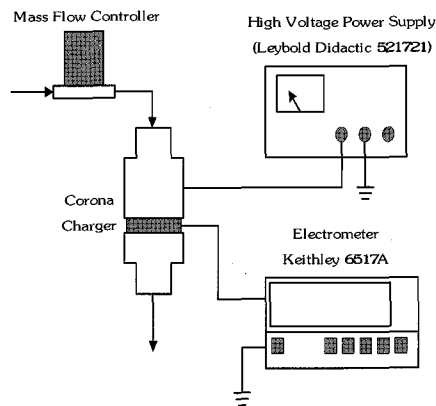 Mass Flow Controller
High Voltage Power Supply
(Leybold Didactic 521721)
Corona
Charger
Electrometer
Keithley 6517A